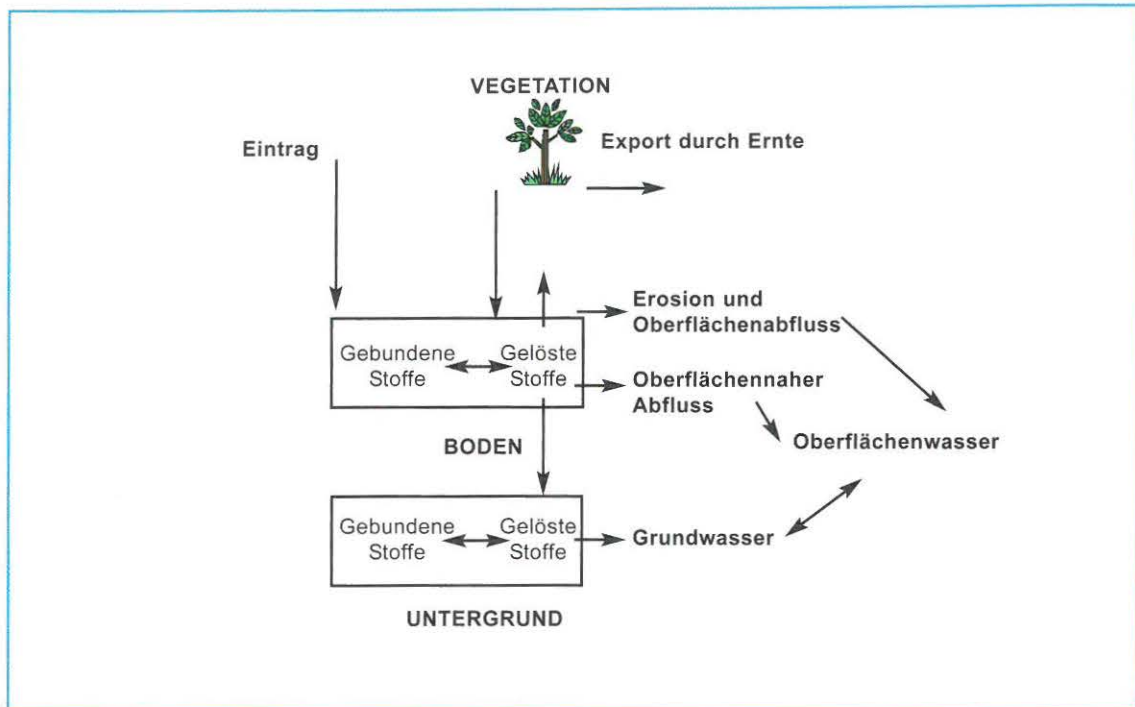 VEGETATION
Eintrag
Export durch Ernte
Erosion und
Oberflächenabfluss
Gebundene
Stoffe
Gelöste
Stoffe
Oberflächennaher
Abfluss
BODEN
Oberflächenwasser
Gebundene
Stoffe
Gelöste
Stoffe
Grundwasser
UNTERGRUND